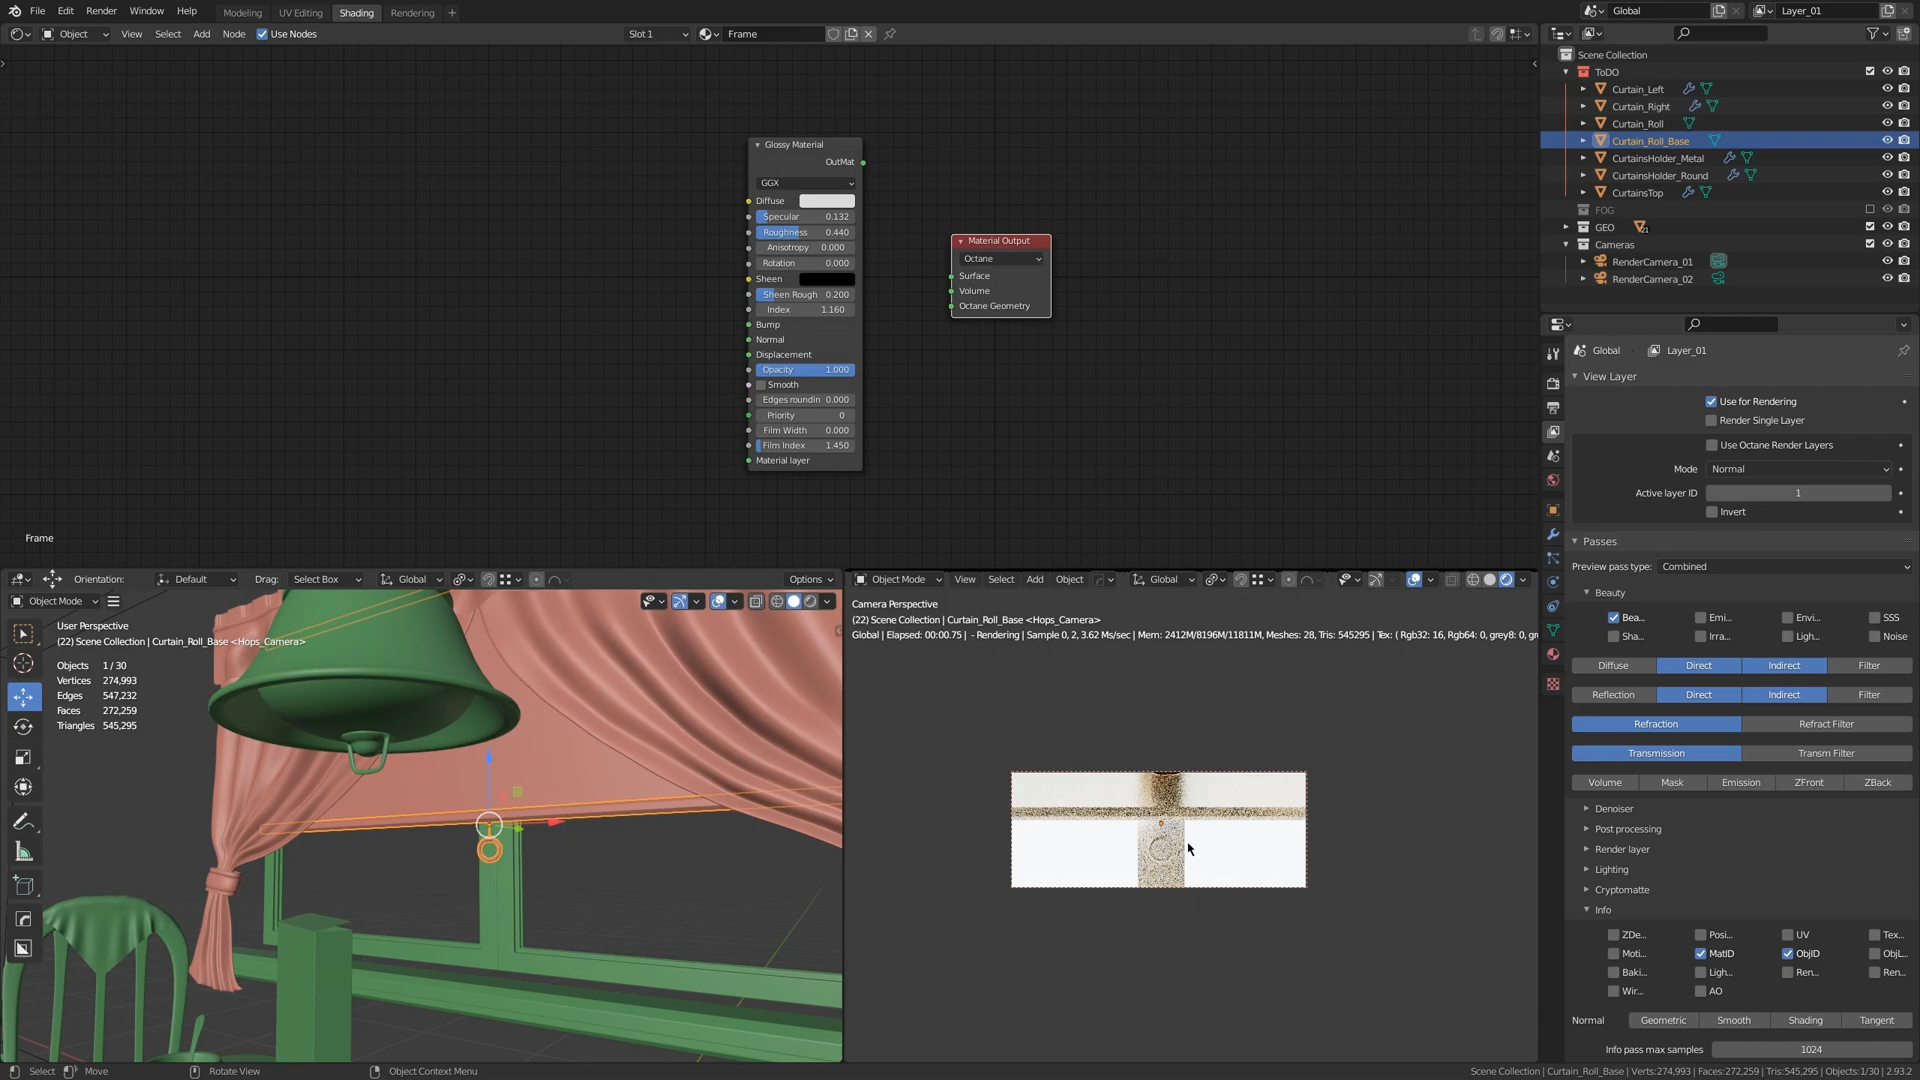 File Edit Render Window Help Modeling UV Editing Shading Rendering Global Layer_01
Object View Select Add Node Use Nodes Slot 1 Frame
Scene Collection
ToDO
Curtain_Left
Curtain_Right
Curtain_Roll
Curtain_Roll_Base
CurtainsHolder_Metal
CurtainsHolder_Round
CurtainsTop
FOG
GEO 21
Cameras
RenderCamera_01
RenderCamera_02
Glossy Material
OutMat
GGX
Diffuse
Specular 0.132
Roughness 0.440
Anisotropy 0.000
Rotation 0.000
Sheen
Sheen Rough 0.200
Index 1.160
Bump
Normal
Displacement
Opacity 1.000
Smooth
Edges roundin 0.000
Priority 0
Film Width 0.000
Film Index 1.450
Material layer
Material Output
Octane
Surface
Volume
Octane Geometry
Frame
Global Layer_01
View Layer
Use for Rendering
Render Single Layer
Use Octane Render Layers
Mode Normal
Active layer ID 1
Invert
Passes
Preview pass type: Combined
Beauty
Bea... Emi... Envi... SSS
Sha... Irra... Ligh... Noise
Diffuse Direct Indirect Filter
Reflection Direct Indirect Filter
Refraction Refract Filter
Transmission Transm Filter
Volume Mask Emission ZFront ZBack
Denoiser
Post processing
Render layer
Lighting
Cryptomatte
Info
ZDe... Posi... UV Tex...
Moti... MatID ObjID ObjL...
Baki... Ligh... Ren... Ren...
Wir... AO
Normal Geometric Smooth Shading Tangent
Info pass max samples 1024
Orientation: Default Drag: Select Box Global Options
Object Mode
User Perspective
(22) Scene Collection | Curtain_Roll_Base <Hops_Camera>
Objects 1 / 30
Vertices 274,993
Edges 547,232
Faces 272,259
Triangles 545,295
Object Mode View Select Add Object Global
Camera Perspective
(22) Scene Collection | Curtain_Roll_Base <Hops_Camera>
Global | Elapsed: 00:00.75 | - Rendering | Sample 0, 2, 3.62 Ms/sec | Mem: 2412M/8196M/11811M, Meshes: 28, Tris: 545295 | Tex: ( Rgb32: 16, Rgb64: 0, grey8: 0, gr
Select Move Rotate View Object Context Menu Scene Collection | Curtain_Roll_Base | Verts:274,993 | Faces:272,259 | Tris:545,295 | Objects:1/30 | 2.93.2